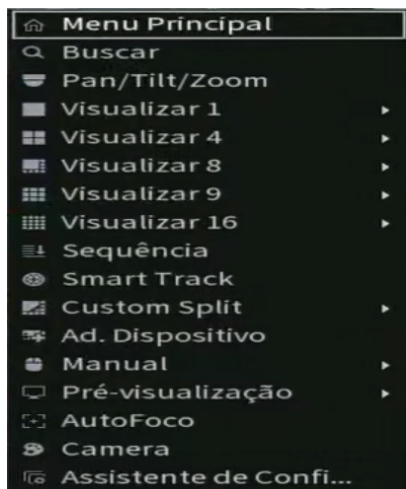 Menu Principal
Buscar
Pan/Tilt/Zoom
Visualizar 1
Visualizar 4
Visualizar 8
Visualizar 9
Visualizar 16
Sequência
Smart Track
Custom Split
Ad. Dispositivo
Manual
Pré-visualização
AutoFoco
Camera
Assistente de Confi...